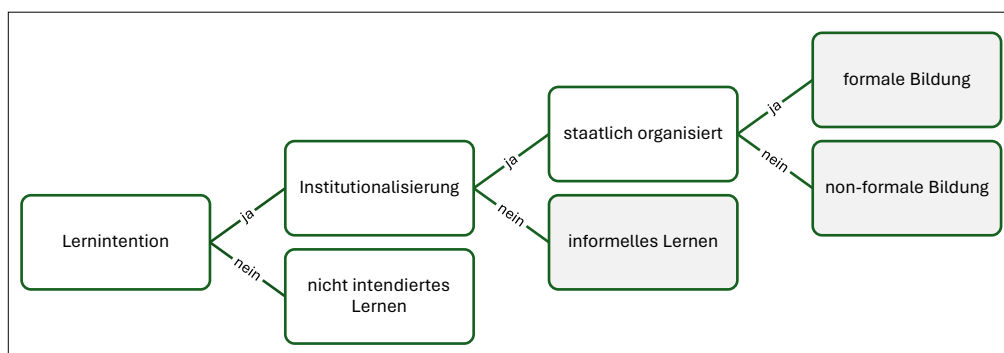 Lernintention
ja
nein
Institutionalisierung
nicht intendiertes
Lernen
ja
nein
staatlich organisiert
informelles Lernen
ja
nein
formale Bildung
non-formale Bildung